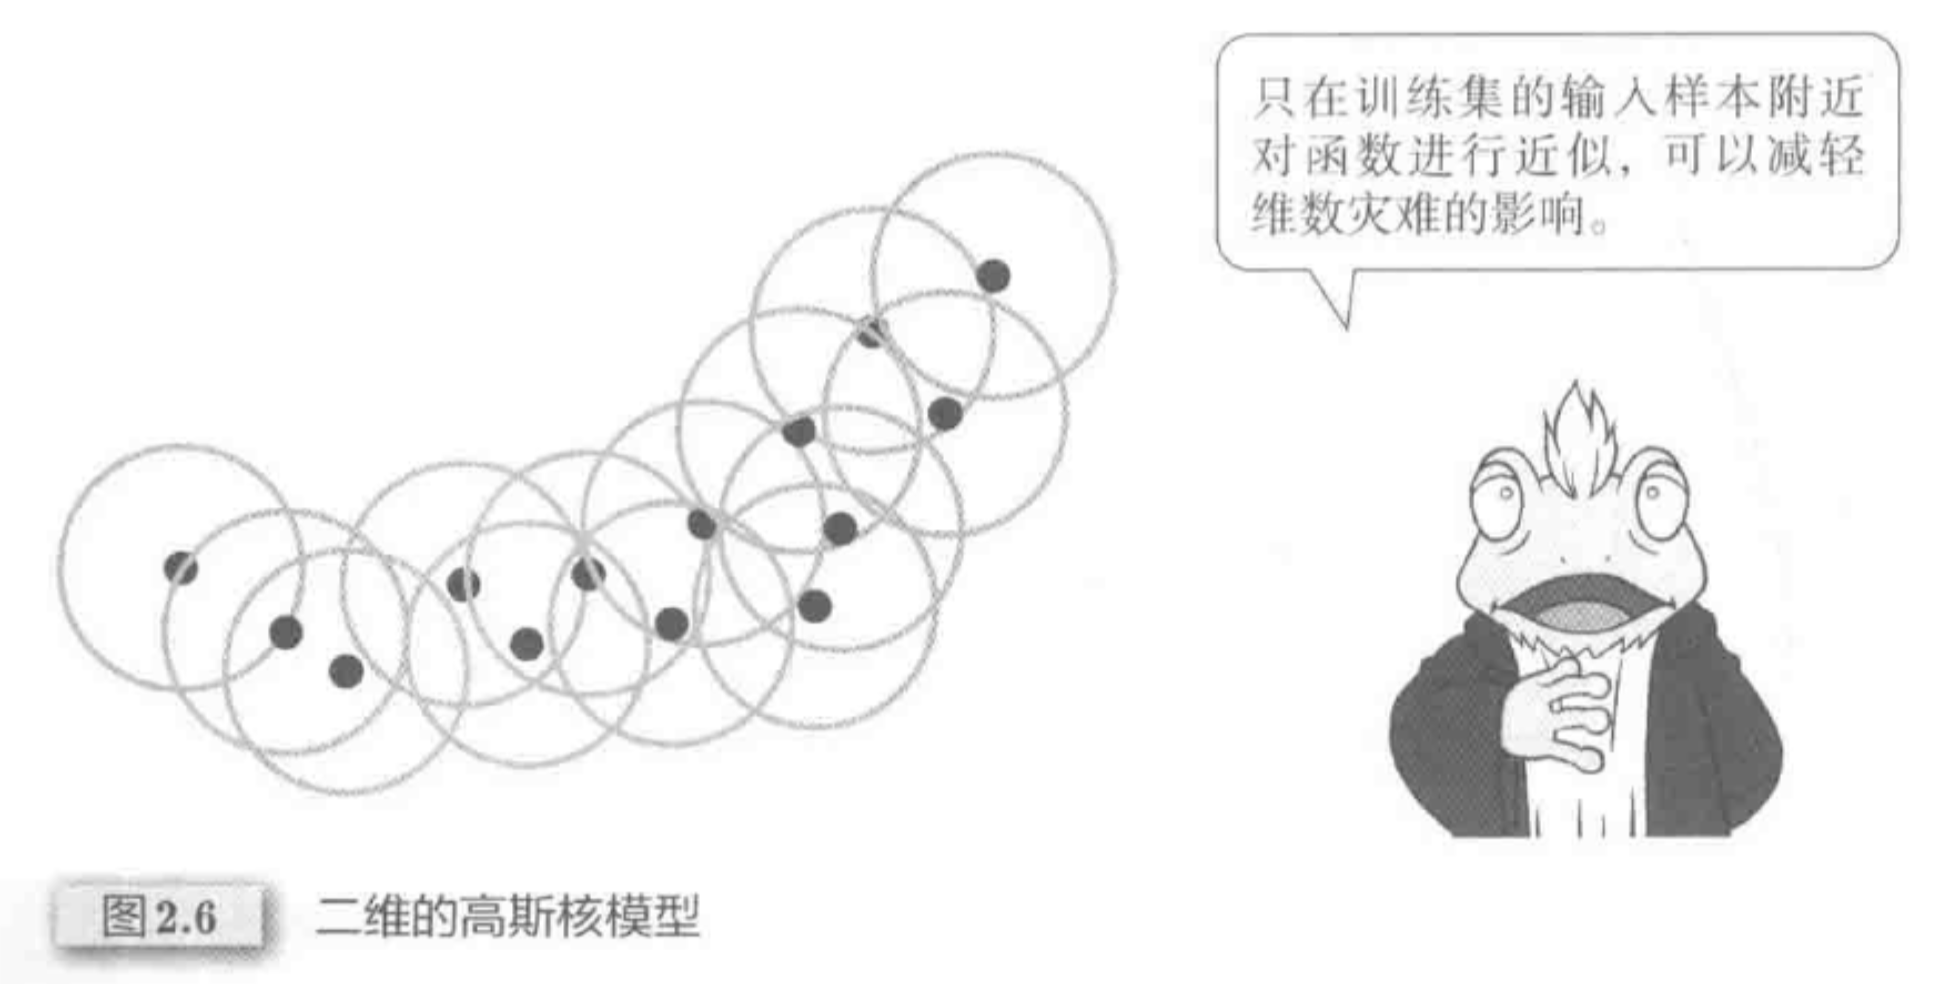 只在训练集的输入样本附近
对函数进行近似，可以减轻
维数灾难的影响。
图2.6 二维的高斯核模型